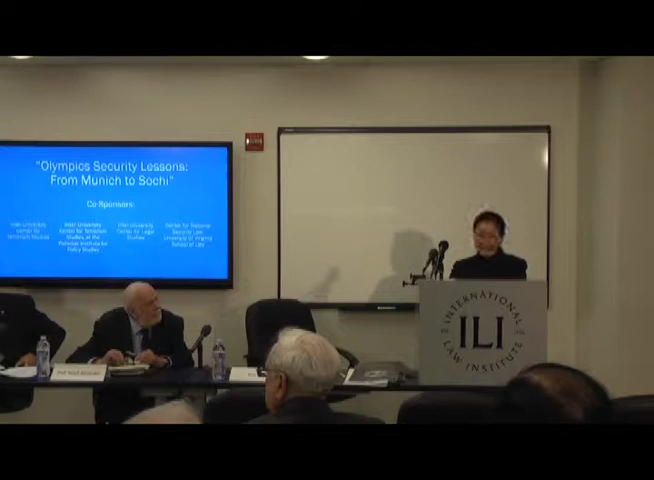 "Olympics Security Lessons:
From Munich to Sochi"
Co-Sponsors:
Inter-University
Center for
Terrorism Studies
Inter-University
Center for Terrorism
Studies, at the
Potomac Institute for
Policy Studies
Inter-University
Center for Legal
Studies
Center for National
Security Law
University of Virginia
School of Law
INTERNATIONAL
ILI
LAW INSTITUTE